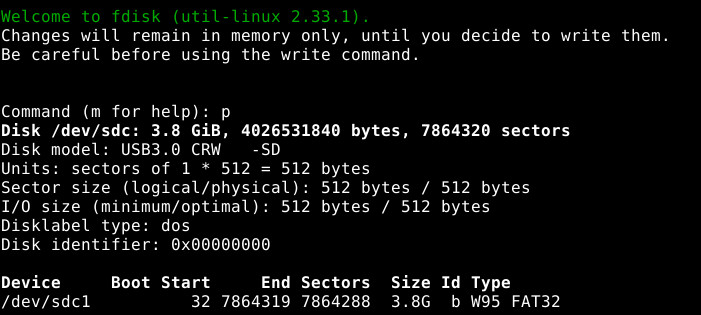 Welcome to fdisk (util-linux 2.33.1).
Changes will remain in memory only, until you decide to write them.
Be careful before using the write command.
Command (m for help): p
Disk /dev/sdc: 3.8 GiB, 4026531840 bytes, 7864320 sectors
Disk model: USB3.0 CRW   -SD
Units: sectors of 1 * 512 = 512 bytes
Sector size (logical/physical): 512 bytes / 512 bytes
I/O size (minimum/optimal): 512 bytes / 512 bytes
Disklabel type: dos
Disk identifier: 0x00000000
Device     Boot Start     End Sectors  Size Id Type
/dev/sdc1          32 7864319 7864288  3.8G  b W95 FAT32